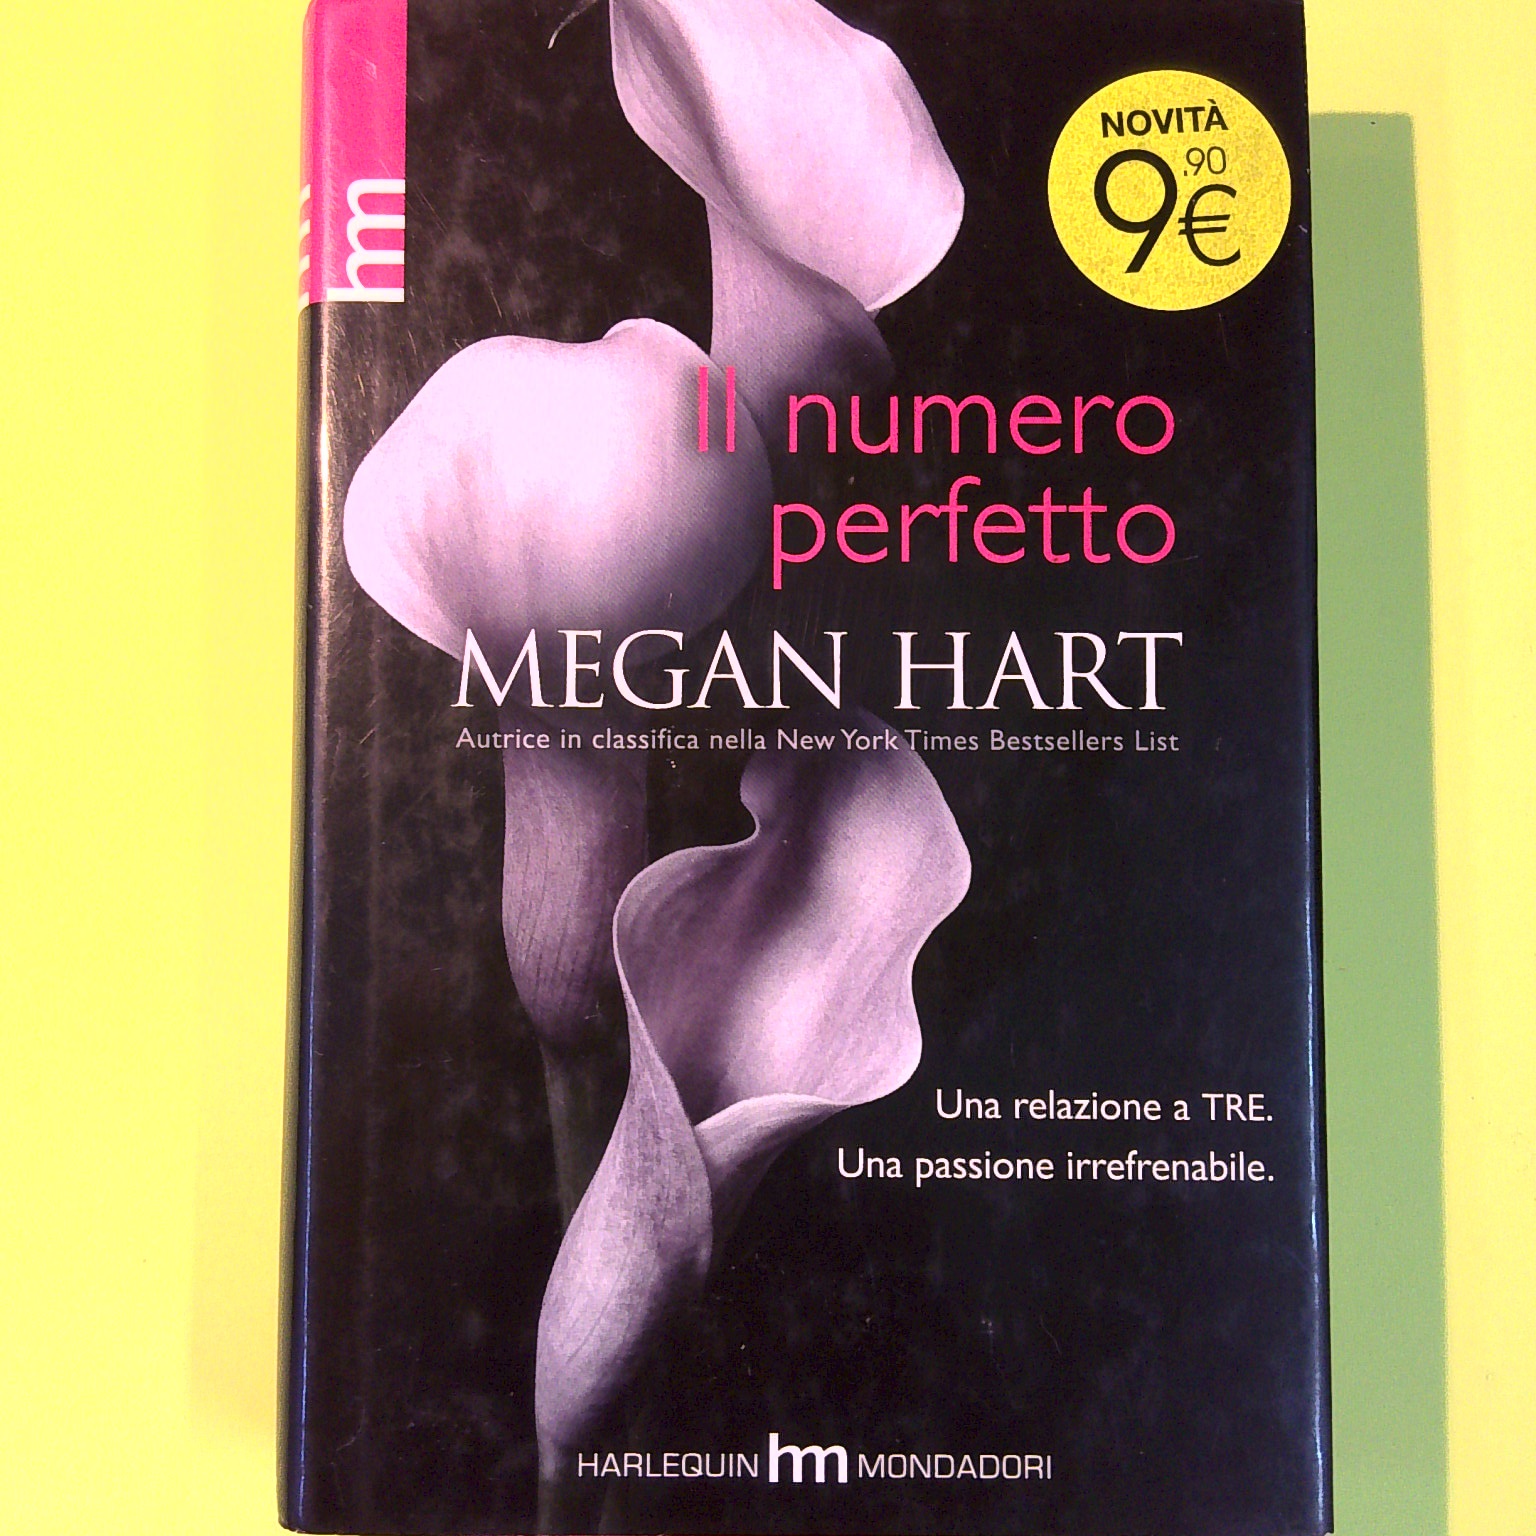 hm
NOVITÀ
9.90€
Il numero
perfetto
MEGAN HART
Autrice in classifica nella New York Times Bestsellers List
Una relazione a TRE.
Una passione irrefrenabile.
HARLEQUIN hm MONDADORI